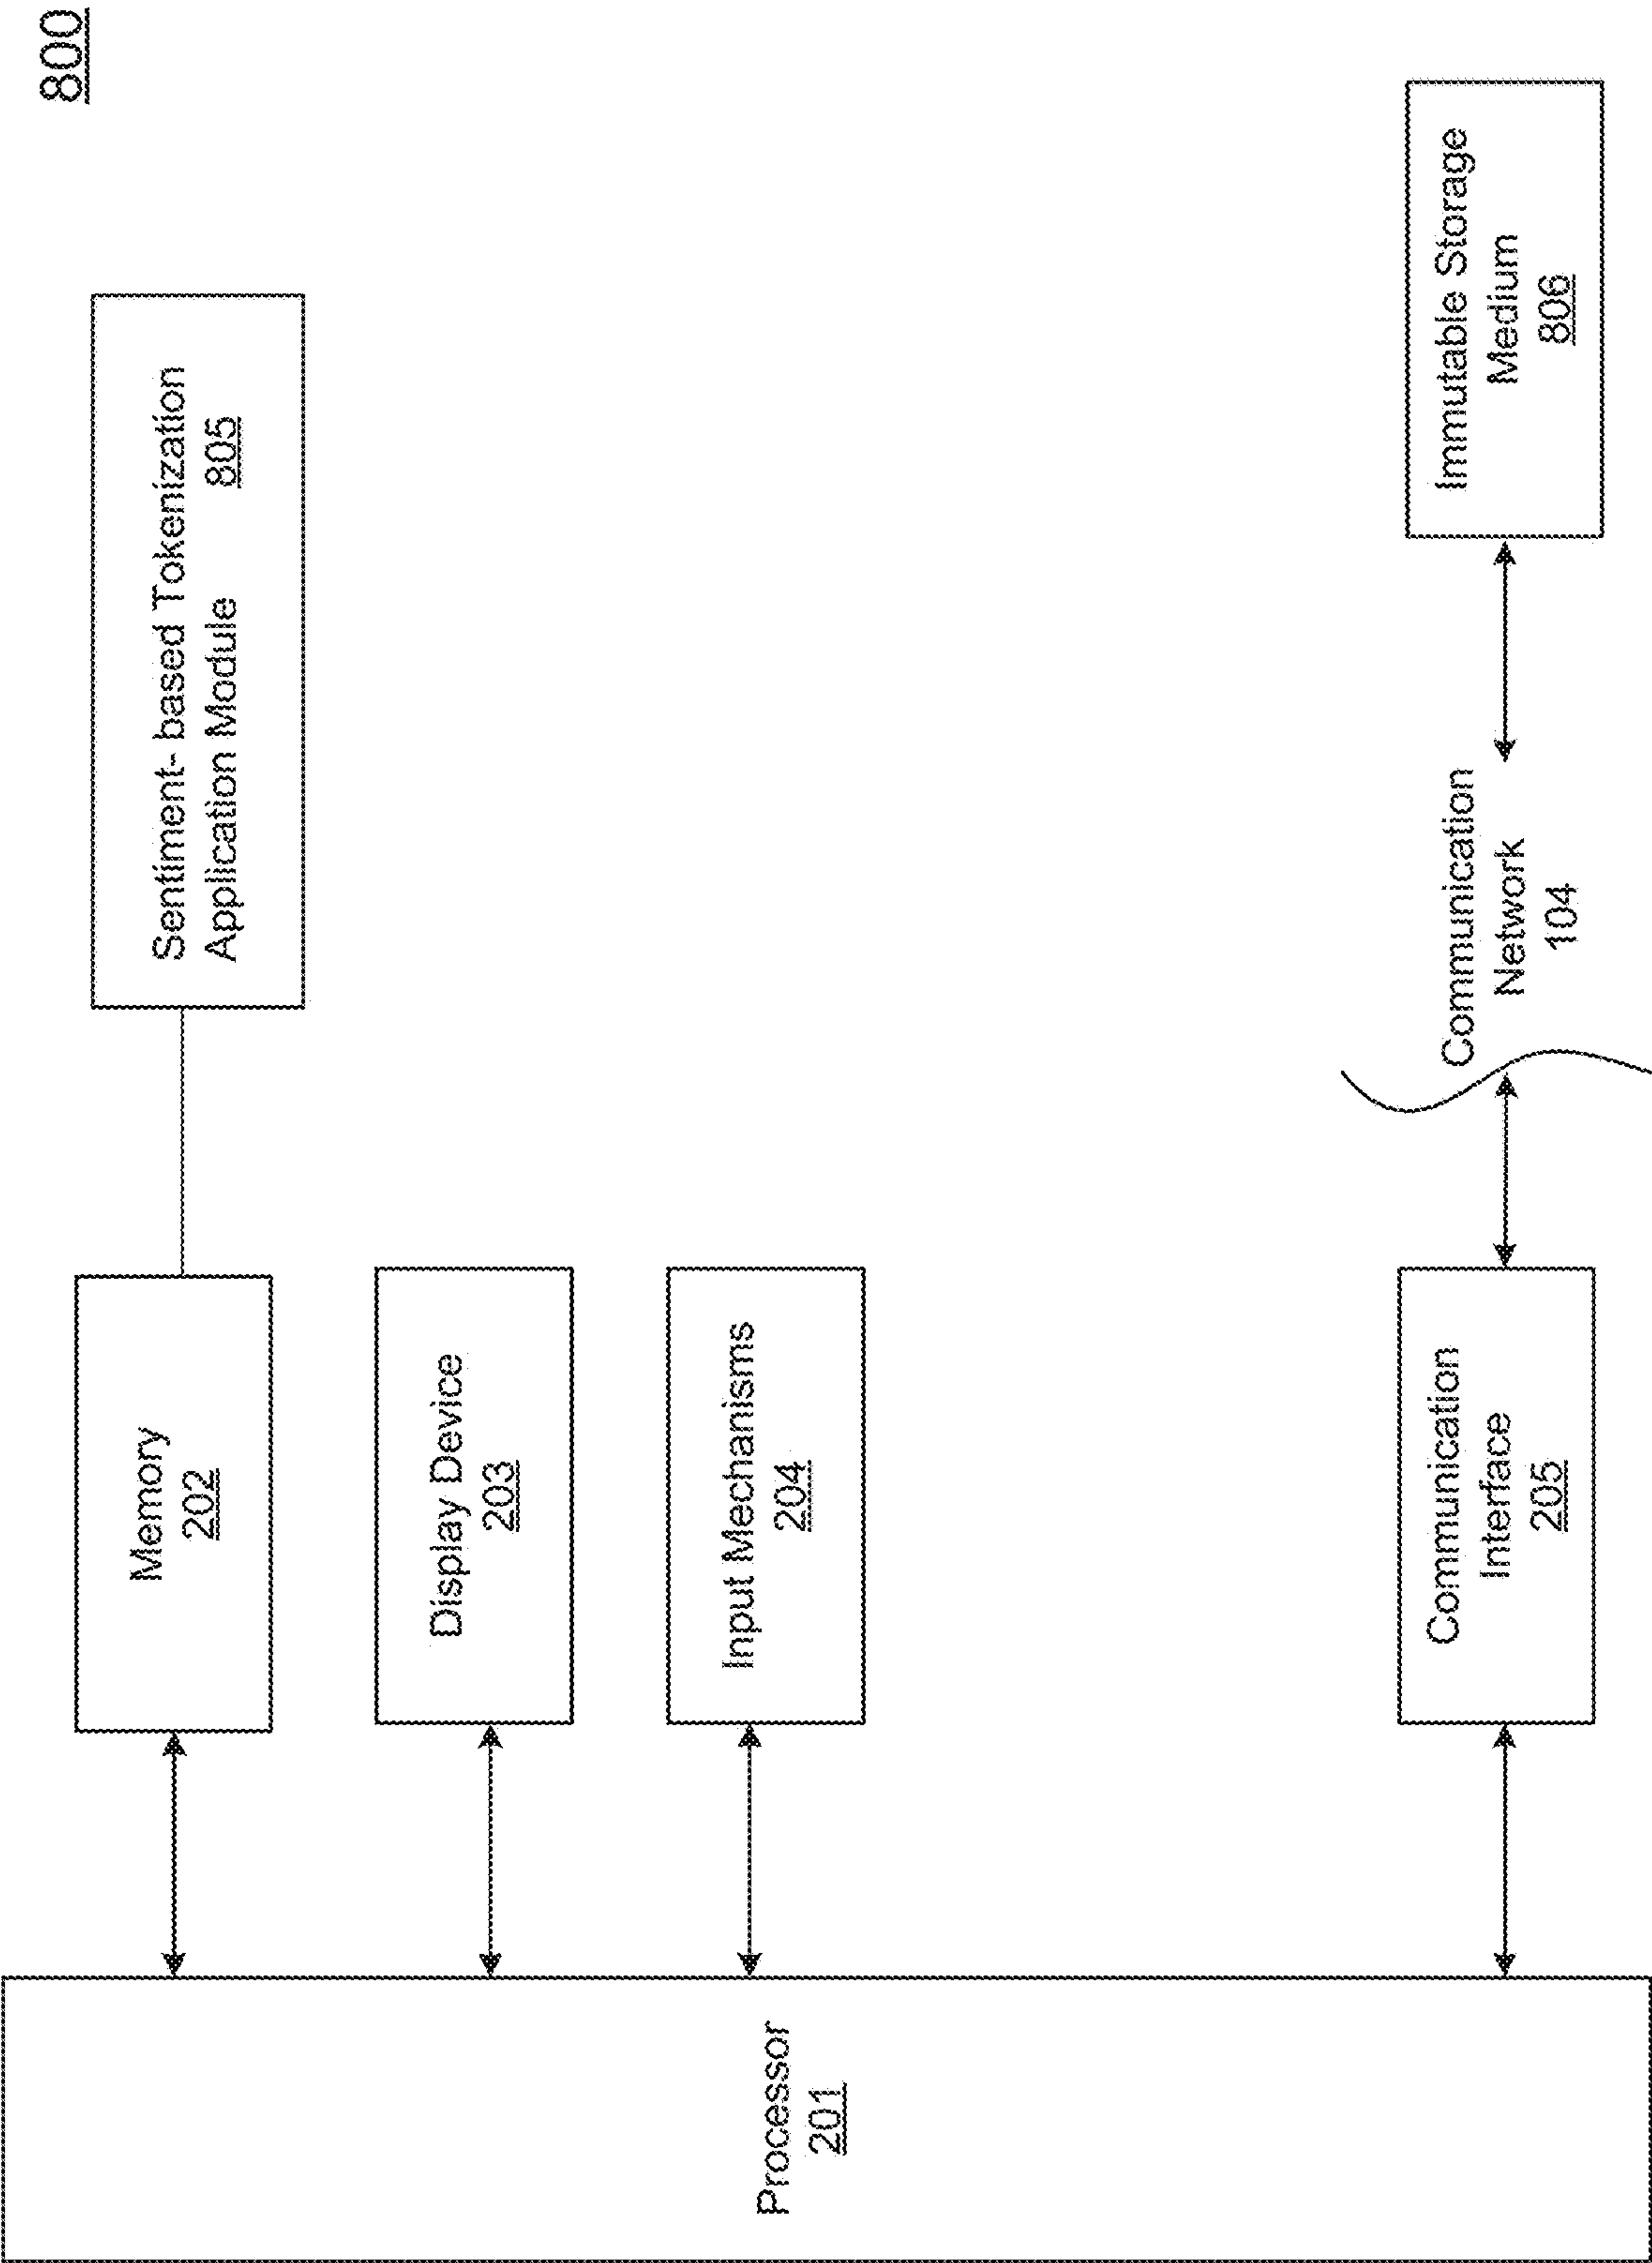 800
Sentiment- based Tokenization
Application Module 805
Memory
202
Display Device
203
Input Mechanisms
204
Communication
Interface
205
Communication
Network
104
Immutable Storage
Medium
806
Processor
201